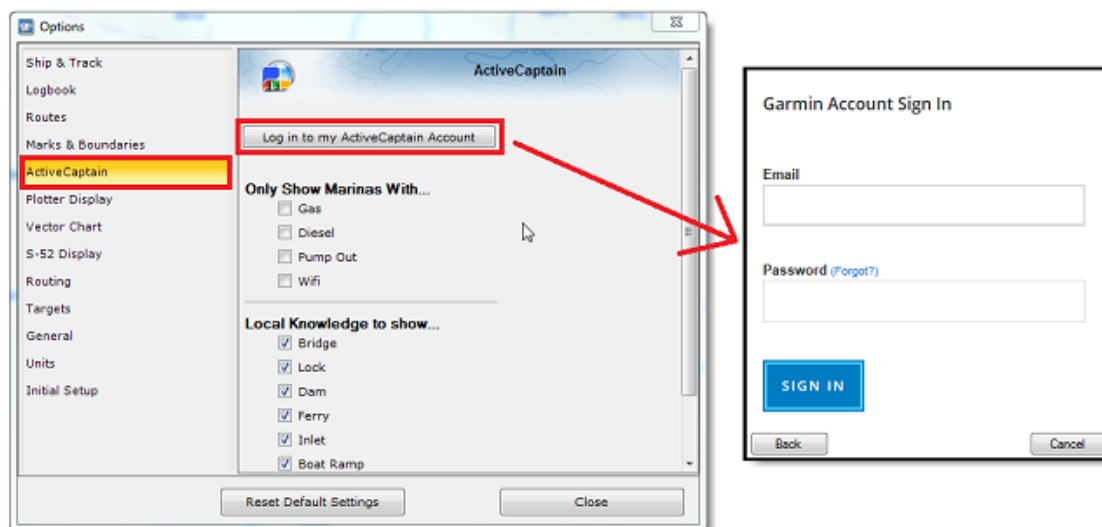 Options
Ship & Track
Logbook
Routes
Marks & Boundaries
ActiveCaptain
Plotter Display
Vector Chart
S-52 Display
Routing
Targets
General
Units
Initial Setup
ActiveCaptain
Log in to my ActiveCaptain Account
Only Show Marinas With...
Gas
Diesel
Pump Out
Wifi
Local Knowledge to show...
Bridge
Lock
Dam
Ferry
Inlet
Boat Ramp
Reset Default Settings
Close
Garmin Account Sign In
Email
Password (Forgot?)
SIGN IN
Back
Cancel